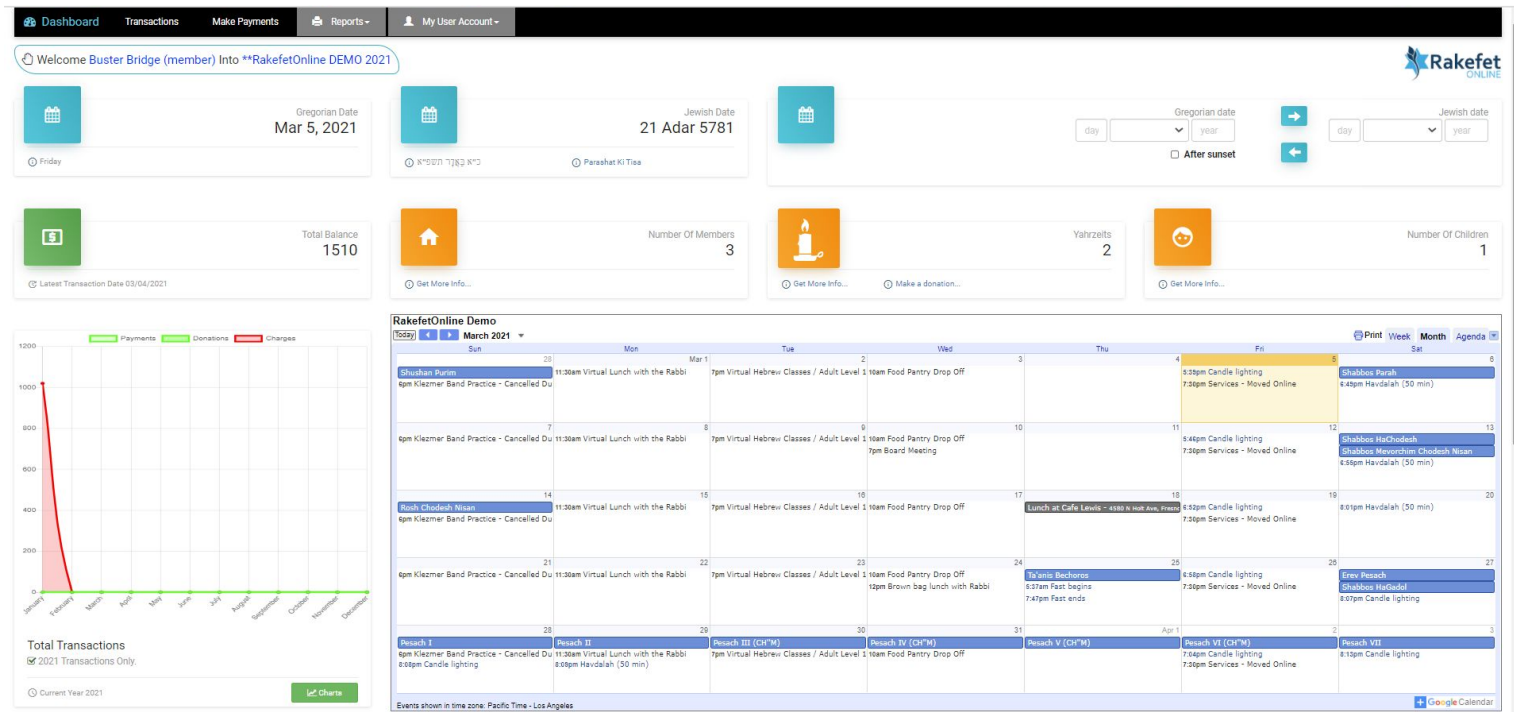 Dashboard Transactions Make Payments Reports My User Account
Welcome Buster Bridge (member) Into **RakefetOnline DEMO 2021
Rakefet
ONLINE
Gregorian Date
Mar 5, 2021
Friday
Jewish Date
21 Adar 5781
כ״א בַּאֲדָר תשפ״א Parashat Ki Tisa
Gregorian date Jewish date
day year day year
After sunset
Total Balance
1510
Latest Transaction Date 03/04/2021
Number Of Members
3
Get More Info...
Yahrzeits
2
Get More Info... Make a donation...
Number Of Children
1
Get More Info...
Payments Donations Charges
1200
1000
800
600
400
200
0
January February March April May June July August September October November December
Total Transactions
2021 Transactions Only.
Current Year 2021 Charts
RakefetOnline Demo
Today March 2021 Print Week Month Agenda
Sun Mon Tue Wed Thu Fri Sat
28 Mar 1 2 3 4 5 6
Shushan Purim 11:30am Virtual Lunch with the Rabbi 7pm Virtual Hebrew Classes / Adult Level 1 10am Food Pantry Drop Off 5:39pm Candle lighting Shabbos Parah
6pm Klezmer Band Practice - Cancelled Du 7:30pm Services - Moved Online 6:49pm Havdalah (50 min)
7 8 9 10 11 12 13
6pm Klezmer Band Practice - Cancelled Du 11:30am Virtual Lunch with the Rabbi 7pm Virtual Hebrew Classes / Adult Level 1 10am Food Pantry Drop Off 5:46pm Candle lighting Shabbos HaChodesh
7pm Board Meeting 7:30pm Services - Moved Online Shabbos Mevorchim Chodesh Nisan
6:56pm Havdalah (50 min)
14 15 16 17 18 19 20
Rosh Chodesh Nisan 11:30am Virtual Lunch with the Rabbi 7pm Virtual Hebrew Classes / Adult Level 1 10am Food Pantry Drop Off Lunch at Cafe Lewis - 4580 N Holt Ave, Fresno 6:52pm Candle lighting 8:01pm Havdalah (50 min)
6pm Klezmer Band Practice - Cancelled Du 7:30pm Services - Moved Online
21 22 23 24 25 26 27
6pm Klezmer Band Practice - Cancelled Du 11:30am Virtual Lunch with the Rabbi 7pm Virtual Hebrew Classes / Adult Level 1 10am Food Pantry Drop Off Ta'anis Bechoros 6:58pm Candle lighting Erev Pesach
12pm Brown bag lunch with Rabbi 5:37am Fast begins 7:30pm Services - Moved Online Shabbos HaGadol
7:47pm Fast ends 8:07pm Candle lighting
28 29 30 31 Apr 1 2 3
Pesach I Pesach II Pesach III (CH"M) Pesach IV (CH"M) Pesach V (CH"M) Pesach VI (CH"M) Pesach VII
6pm Klezmer Band Practice - Cancelled Du 11:30am Virtual Lunch with the Rabbi 7pm Virtual Hebrew Classes / Adult Level 1 10am Food Pantry Drop Off 7:04pm Candle lighting 8:13pm Candle lighting
8:08pm Candle lighting 8:09pm Havdalah (50 min) 7:30pm Services - Moved Online
Events shown in time zone: Pacific Time - Los Angeles
Google Calendar